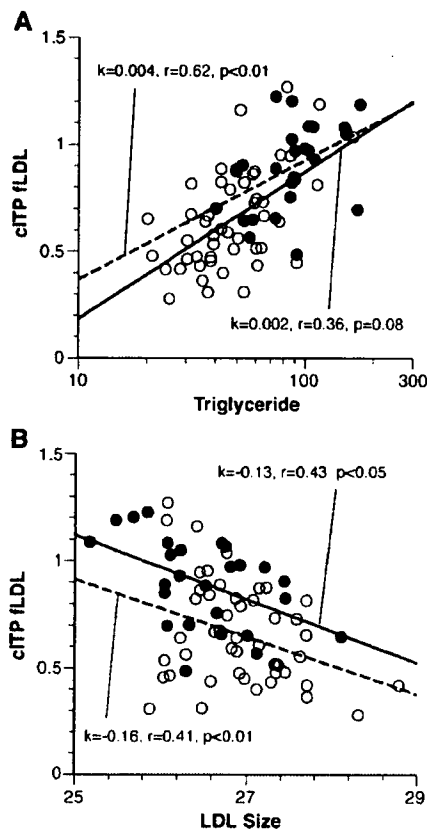 A
1.5
k=0.004, r=0.62, p<0.01
1
cITP fLDL
0.5
k=0.002, r=0.36, p=0.08
0
10
100
300
Triglyceride
B
1.5
k=-0.13, r=0.43 p<0.05
1
cITP fLDL
0.5
k=-0.16, r=0.41, p<0.01
0
25
27
29
LDL Size